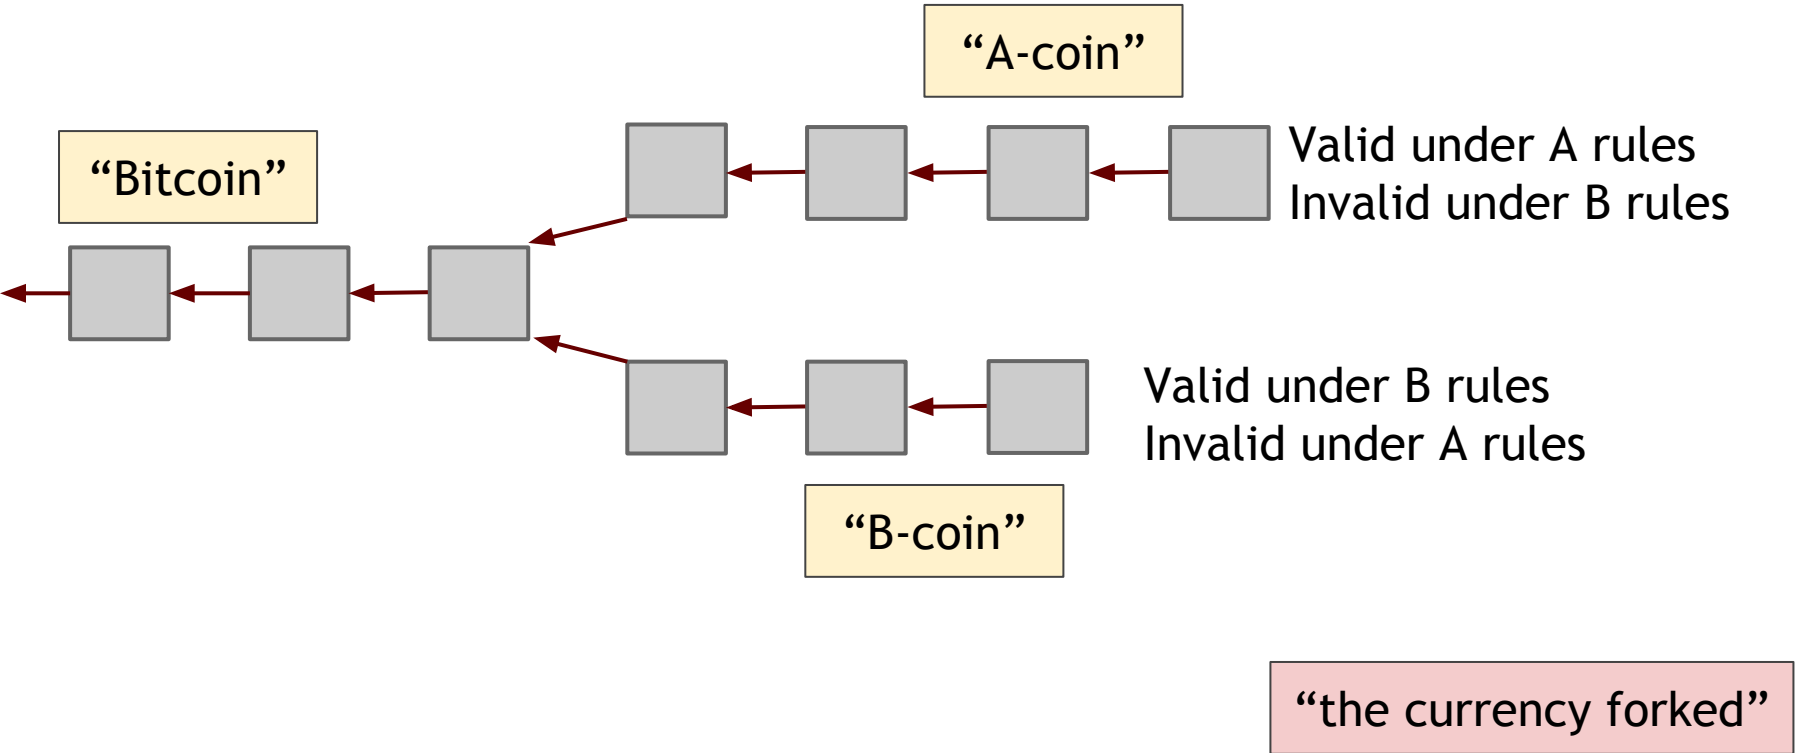 “A-coin”
“Bitcoin”
Valid under A rules
Invalid under B rules
Valid under B rules
Invalid under A rules
“B-coin”
“the currency forked”